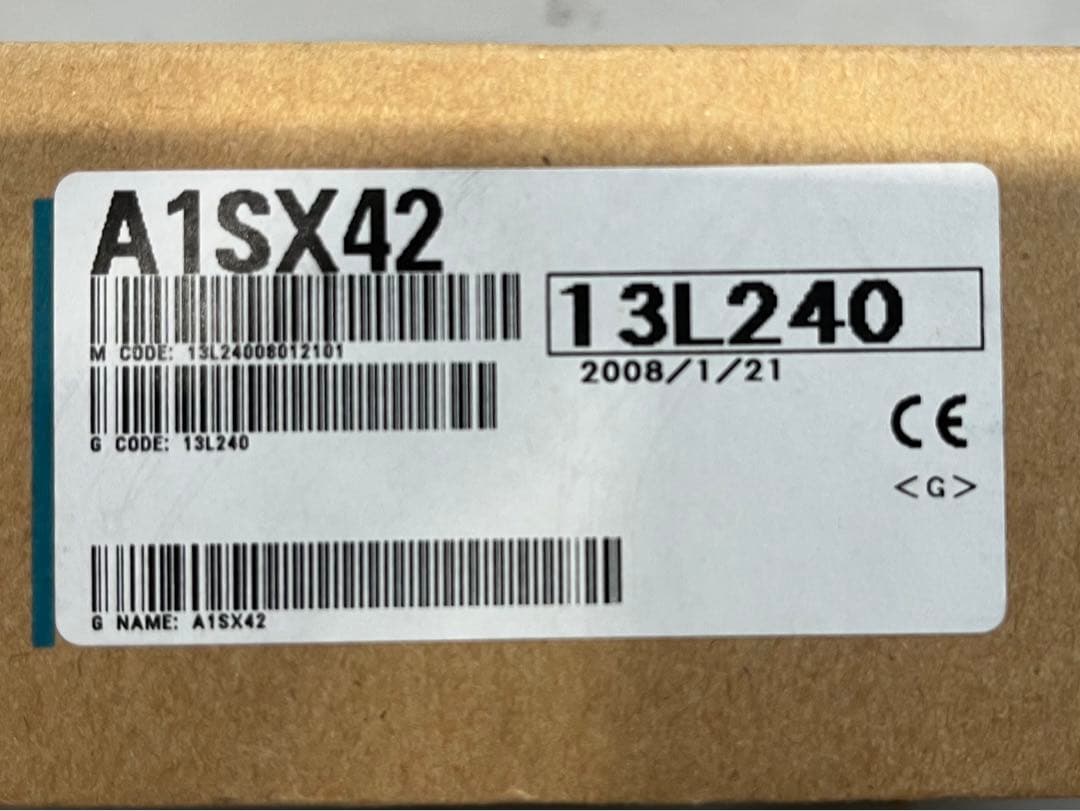 A1SX42
13L240
M CODE: 13L24008012101
2008/1/21
G CODE: 13L240
CE
<G>
G NAME: A1SX42